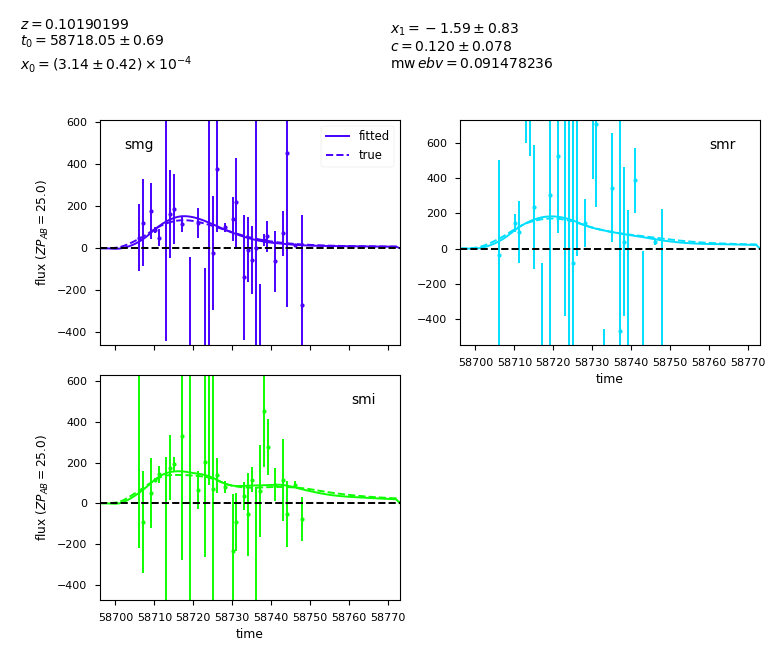 z = 0.10190199
t₀ = 58718.05 ± 0.69
x₀ = (3.14 ± 0.42) × 10⁻⁴
x₁ = −1.59 ± 0.83
c = 0.120 ± 0.078
mw ebv = 0.091478236
smg
fitted
true
600
400
200
0
−200
−400
flux (ZP_AB = 25.0)
smr
600
400
200
0
−200
−400
58700 58710 58720 58730 58740 58750 58760 58770
time
smi
600
400
200
0
−200
−400
flux (ZP_AB = 25.0)
58700 58710 58720 58730 58740 58750 58760 58770
time